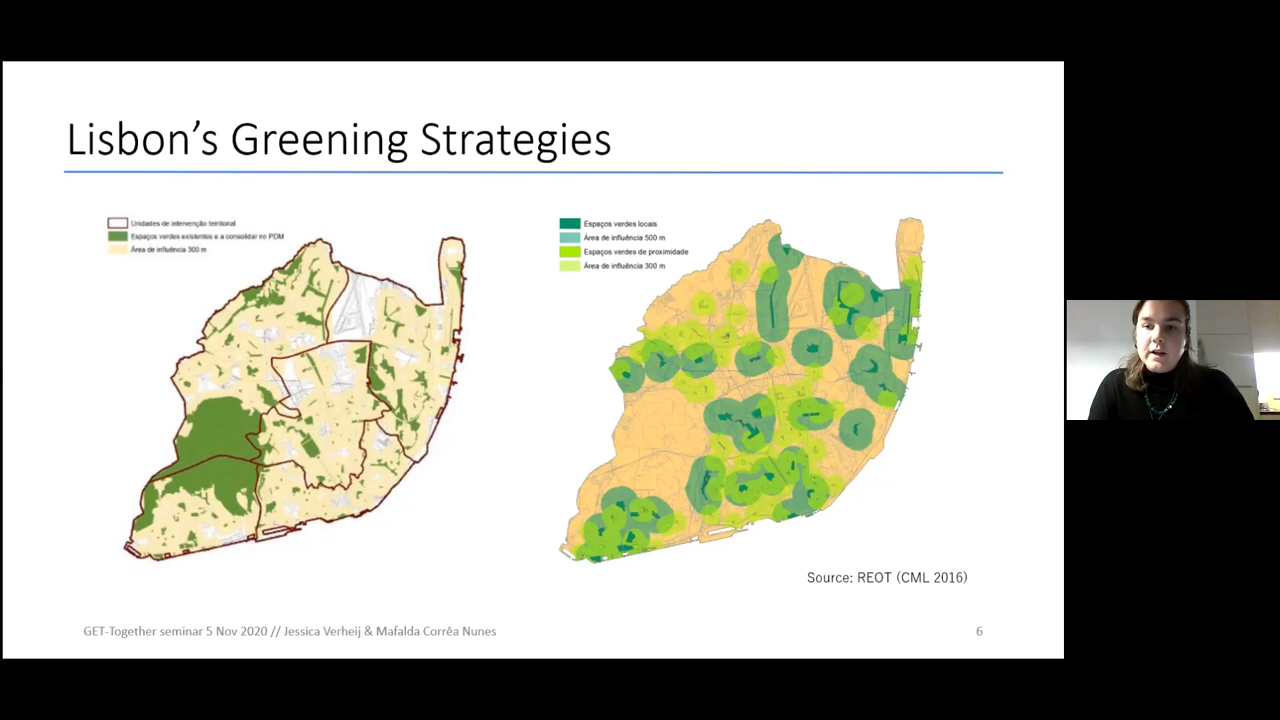 Lisbon's Greening Strategies
Unidades de intervenção territorial
Espaços verdes existentes e a consolidar no PDM
Área de influência 300 m
Espaços verdes locais
Área de influência 500 m
Espaços verdes de proximidade
Área de influência 300 m
Source: REOT (CML 2016)
GET-Together seminar 5 Nov 2020 // Jessica Verheij & Mafalda Corrêa Nunes
6